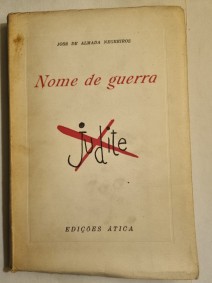 JOSÉ DE ALMADA NEGREIROS
Nome de guerra
judite
EDIÇÕES ÁTICA